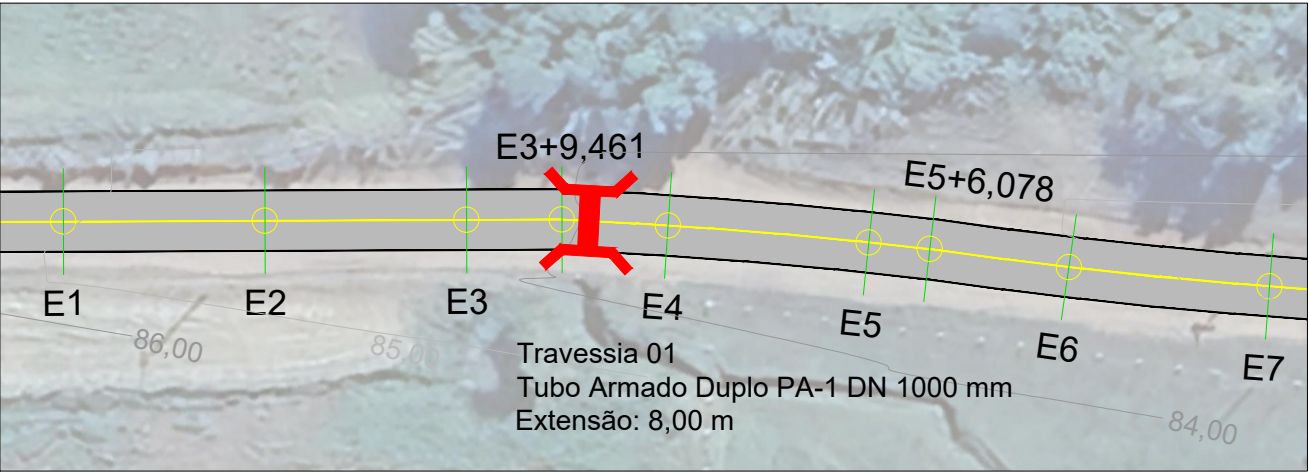 E3+9,461
E5+6,078
E1
E2
E3
E4
E5
E6
E7
86,00
85,00
Travessia 01
Tubo Armado Duplo PA-1 DN 1000 mm
Extensão: 8,00 m
84,00